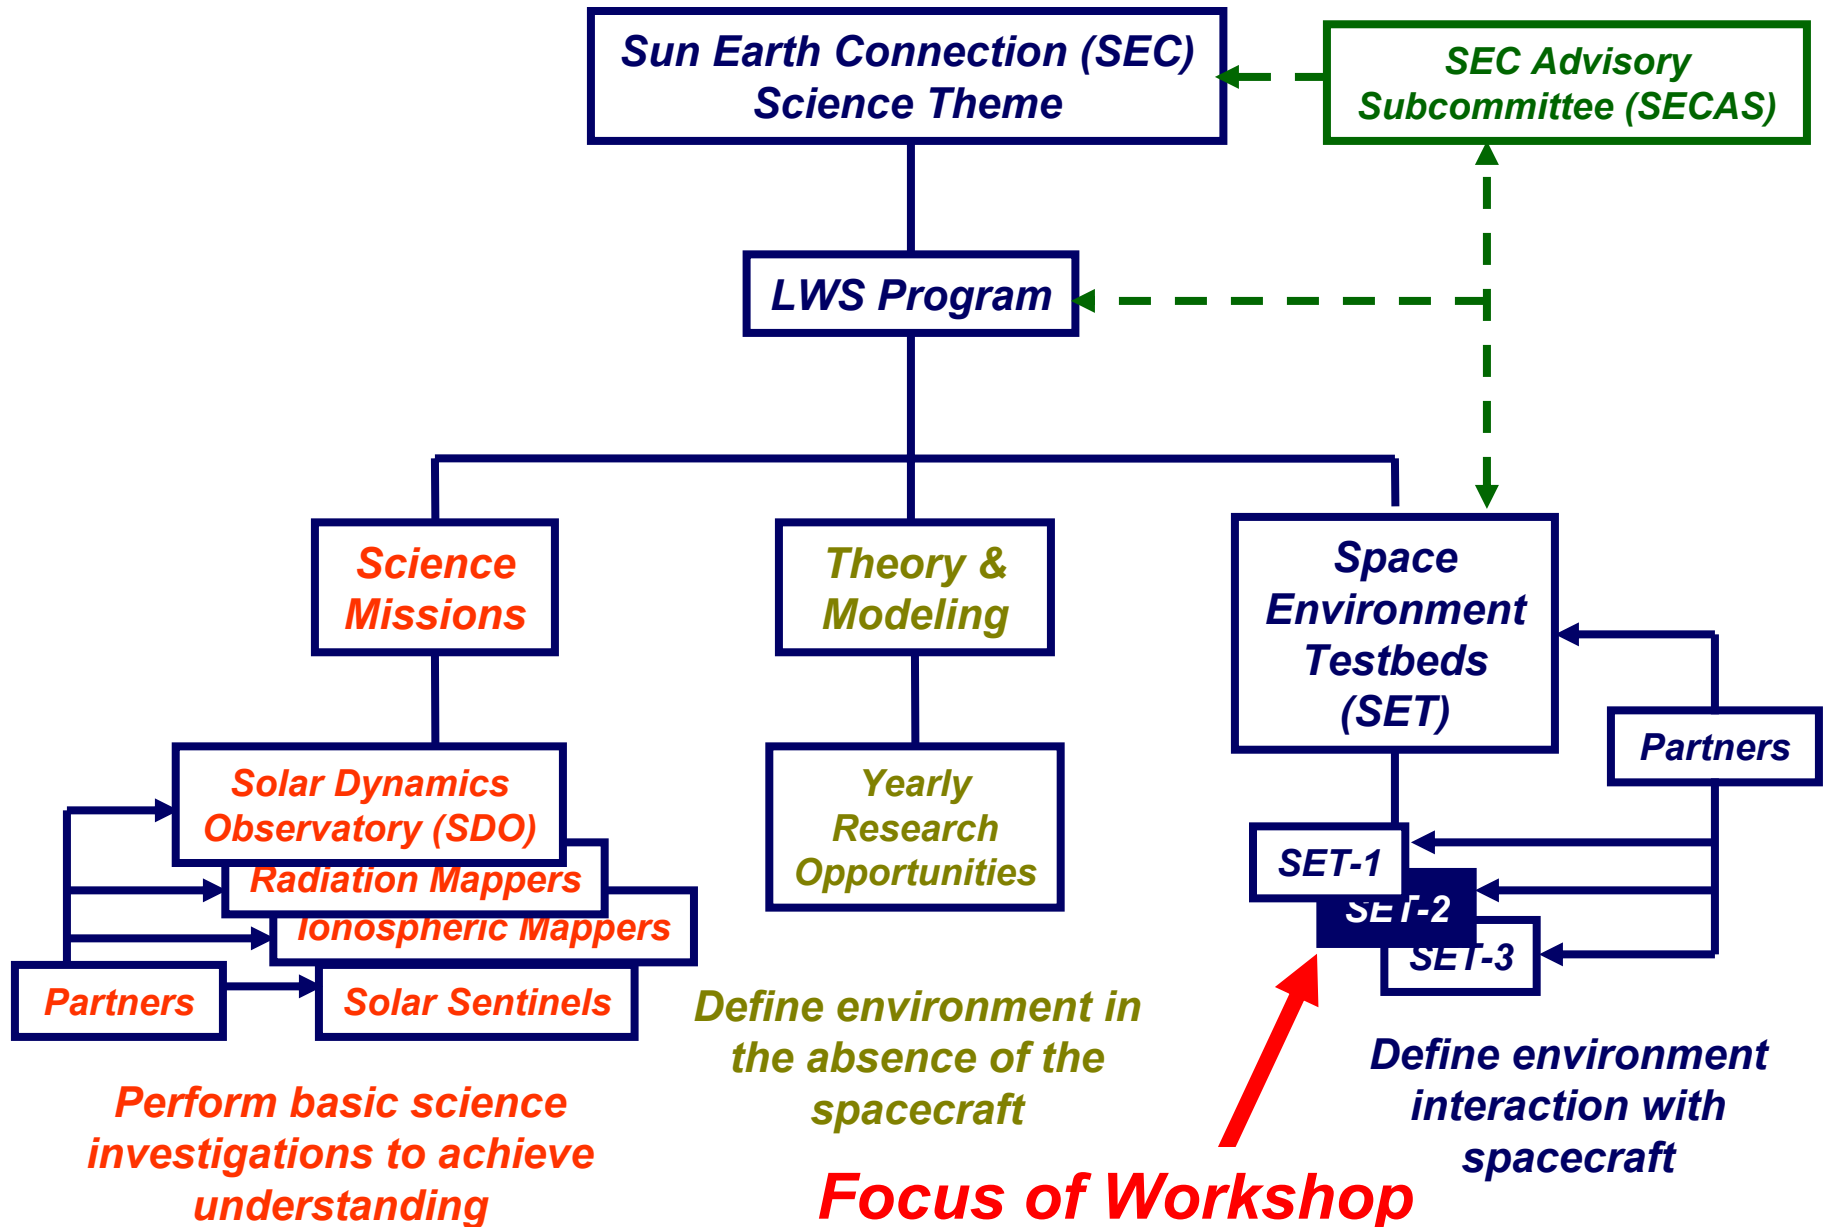 Sun Earth Connection (SEC)
Science Theme
SEC Advisory
Subcommittee (SECAS)
LWS Program
Science
Missions
Theory &
Modeling
Space
Environment
Testbeds
(SET)
Partners
Solar Dynamics
Observatory (SDO)
Radiation Mappers
Ionospheric Mappers
Partners
Solar Sentinels
Yearly
Research
Opportunities
SET-1
SET-2
SET-3
Perform basic science
investigations to achieve
understanding
Define environment in
the absence of the
spacecraft
Define environment
interaction with
spacecraft
Focus of Workshop